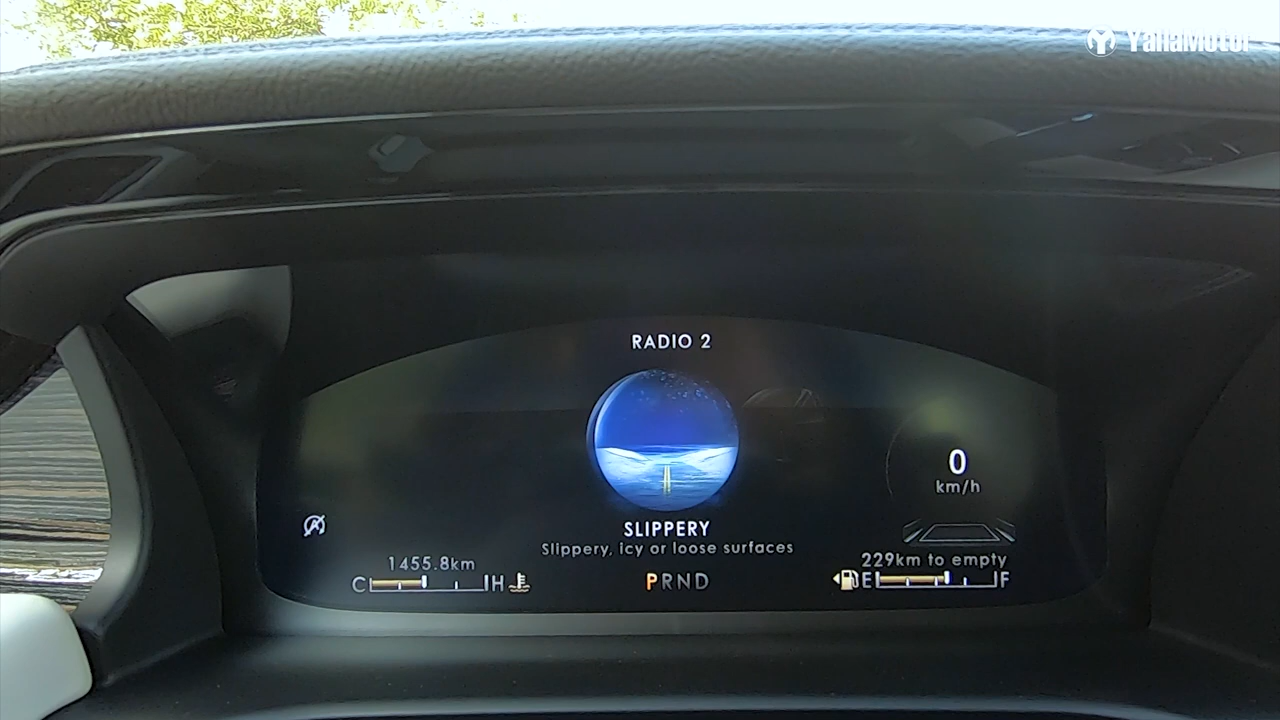 YallaMotor
RADIO 2
0
km/h
SLIPPERY
Slippery, icy or loose surfaces
1455.8km
229km to empty
C H
PRND
E F